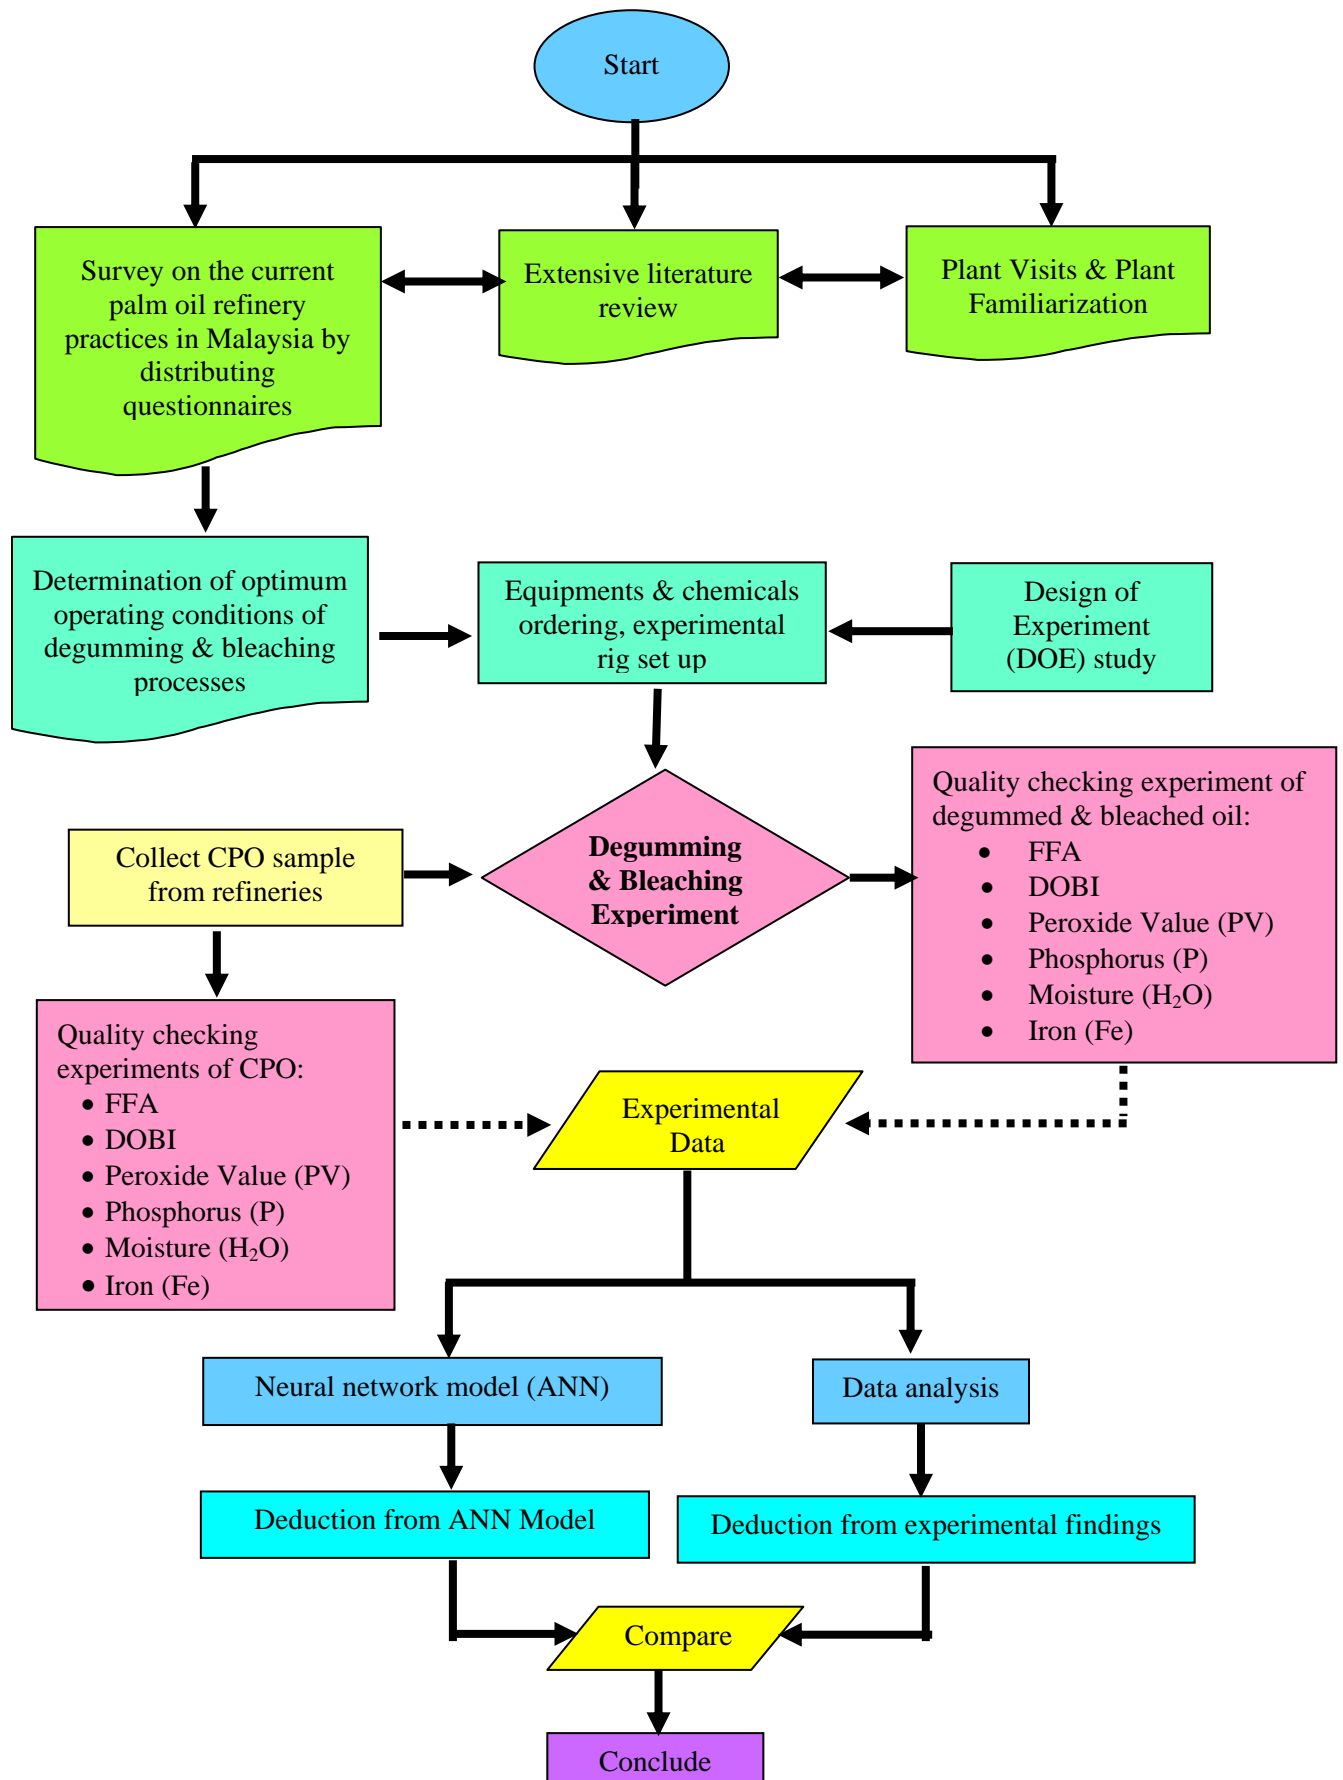 Start
Survey on the current
palm oil refinery
practices in Malaysia by
distributing
questionnaires
Extensive literature
review
Plant Visits & Plant
Familiarization
Determination of optimum
operating conditions of
degumming & bleaching
processes
Equipments & chemicals
ordering, experimental
rig set up
Design of
Experiment
(DOE) study
Collect CPO sample
from refineries
Degumming
& Bleaching
Experiment
Quality checking experiment of
degummed & bleached oil:
• FFA
• DOBI
• Peroxide Value (PV)
• Phosphorus (P)
• Moisture (H₂O)
• Iron (Fe)
Quality checking
experiments of CPO:
• FFA
• DOBI
• Peroxide Value (PV)
• Phosphorus (P)
• Moisture (H₂O)
• Iron (Fe)
Experimental
Data
Neural network model (ANN)
Data analysis
Deduction from ANN Model
Deduction from experimental findings
Compare
Conclude